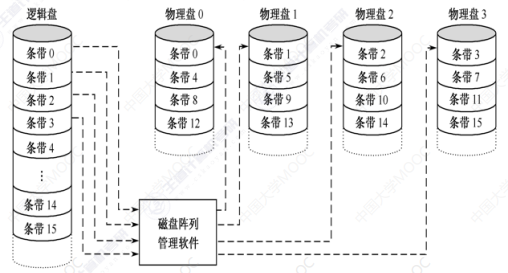 逻辑盘 物理盘 0 物理盘 1 物理盘 2 物理盘 3
条带 0 条带 0 条带 1 条带 2 条带 3
条带 1 条带 4 条带 5 条带 6 条带 7
条带 2 条带 8 条带 9 条带 10 条带 11
条带 3 条带 12 条带 13 条带 14 条带 15
条带 4
⋮
条带 14
条带 15
磁盘阵列
管理软件